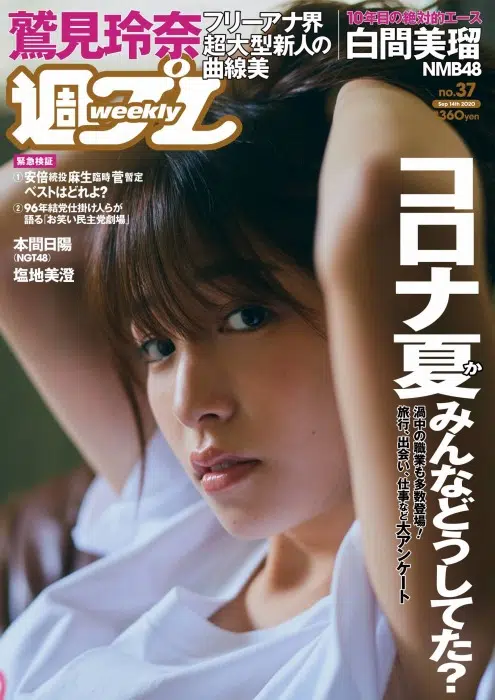 鷲見玲奈
フリーアナ界
超大型新人の
曲線美
10年目の絶対的エース
白間美瑠
NMB48
週プレ
weekly
no.37
Sep 14th 2020
360yen
緊急検証
①安倍続投 麻生臨時 菅暫定
ベストはどれよ?
②96年結党仕掛け人らが
語る「お笑い民主党劇場」
本間日陽
(NGT48)
塩地美澄
コロナ夏みんなどうしてた?
か
渦中の職業も多数登場!
旅行、出会い、仕事など大アンケート